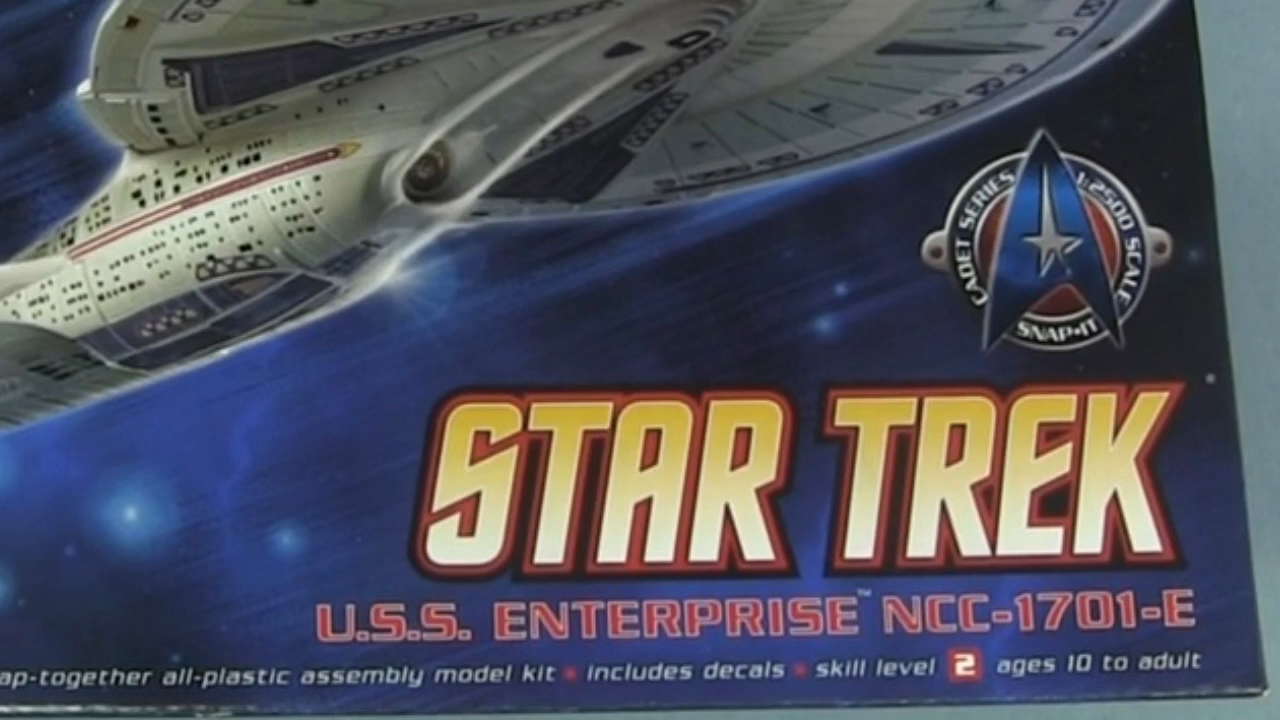 CADET SERIES
1:2500 SCALE
SNAP-IT
STAR TREK
U.S.S. ENTERPRISE™ NCC-1701-E
ap-together all-plastic assembly model kit • includes decals • skill level 2 ages 10 to adult